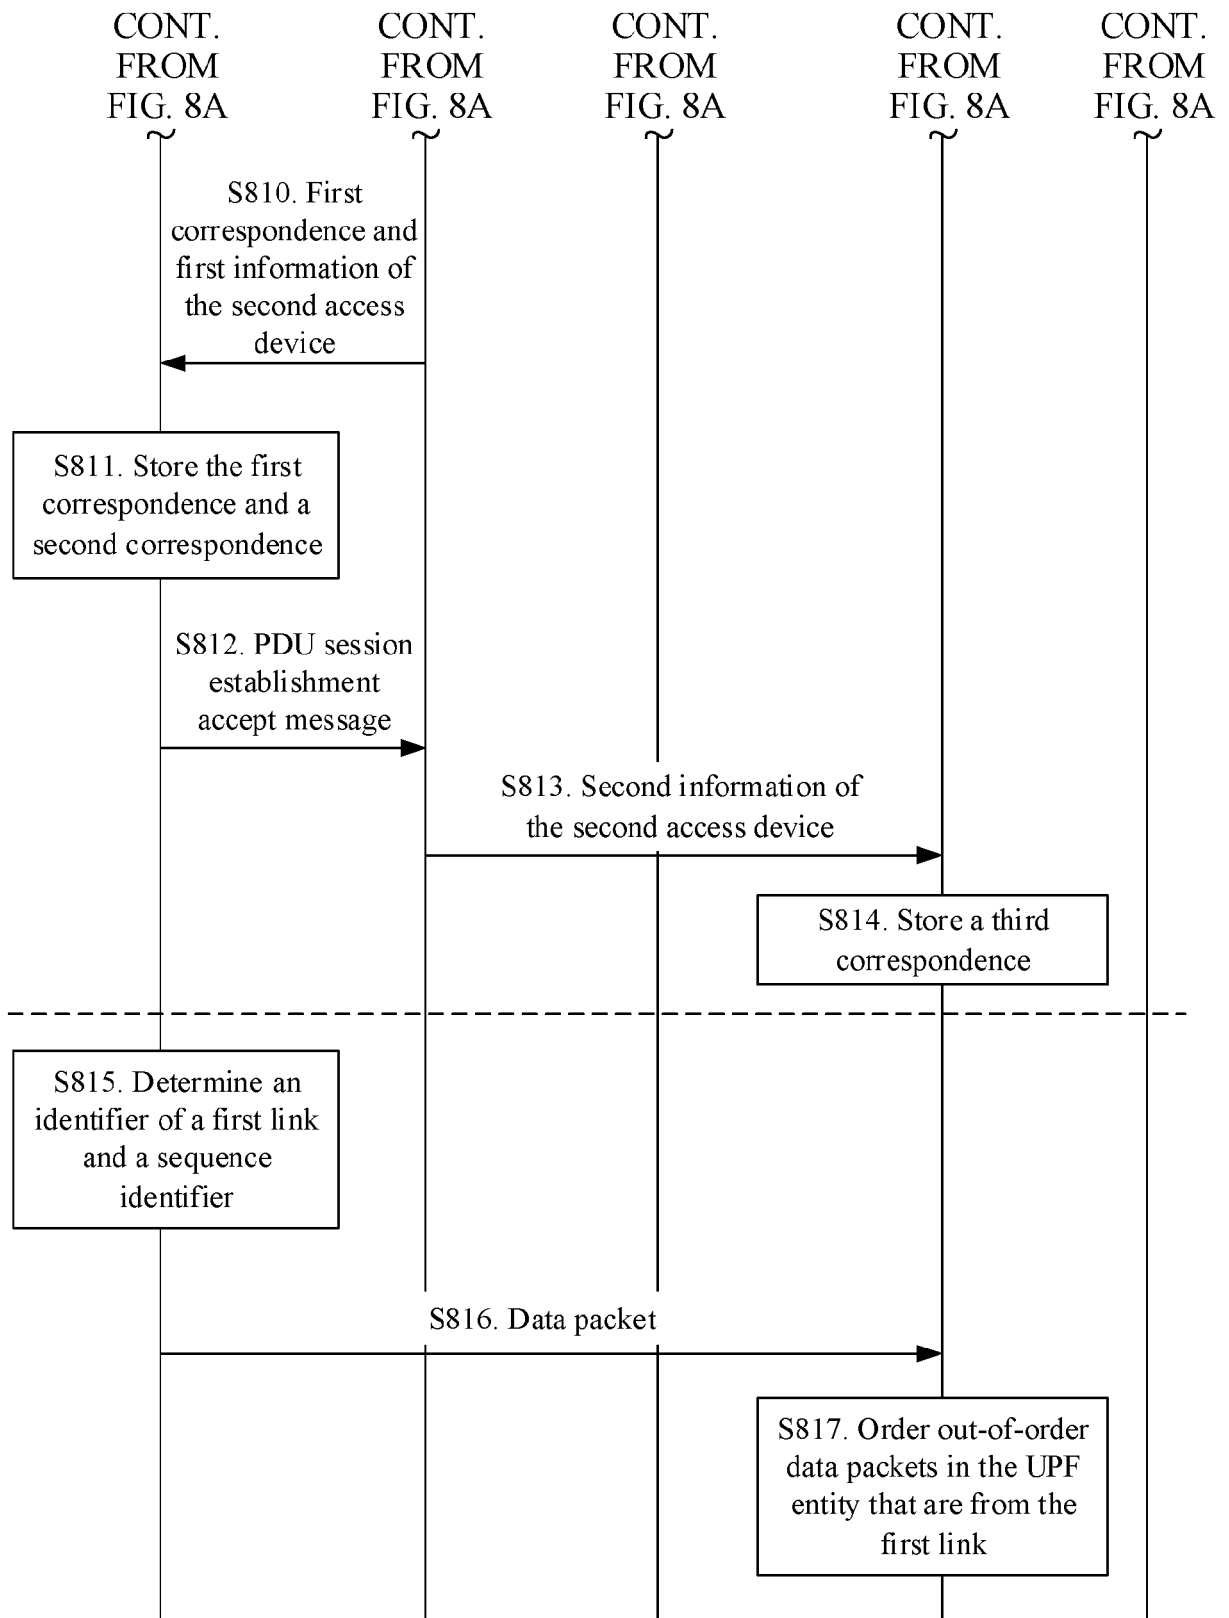 CONT.
FROM
FIG. 8A
CONT.
FROM
FIG. 8A
CONT.
FROM
FIG. 8A
CONT.
FROM
FIG. 8A
CONT.
FROM
FIG. 8A
S810. First
correspondence and
first information of
the second access
device
S811. Store the first
correspondence and a
second correspondence
S812. PDU session
establishment
accept message
S813. Second information of
the second access device
S814. Store a third
correspondence
S815. Determine an
identifier of a first link
and a sequence
identifier
S816. Data packet
S817. Order out-of-order
data packets in the UPF
entity that are from the
first link